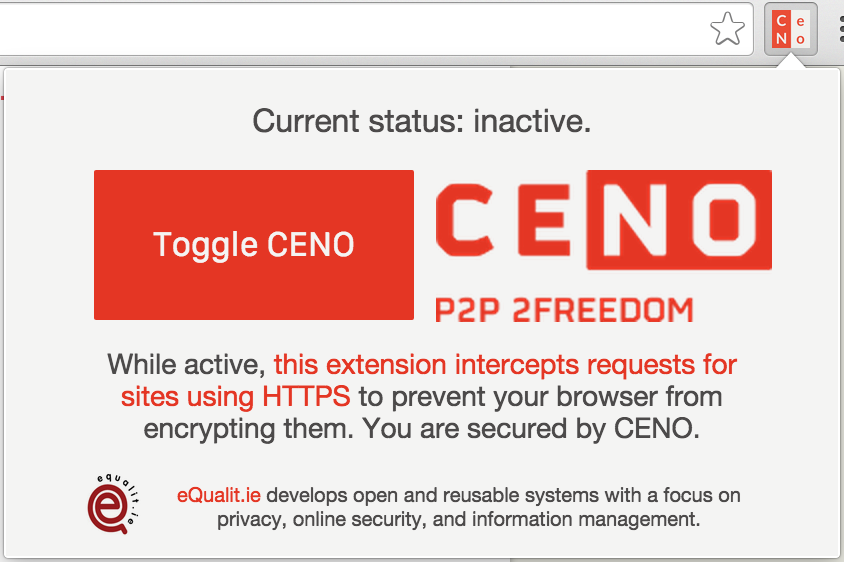 C e
N o
Current status: inactive.
Toggle CENO
CENO
P2P 2FREEDOM
While active, this extension intercepts requests for
sites using HTTPS to prevent your browser from
encrypting them. You are secured by CENO.
equalit.ie
eQualit.ie develops open and reusable systems with a focus on
privacy, online security, and information management.